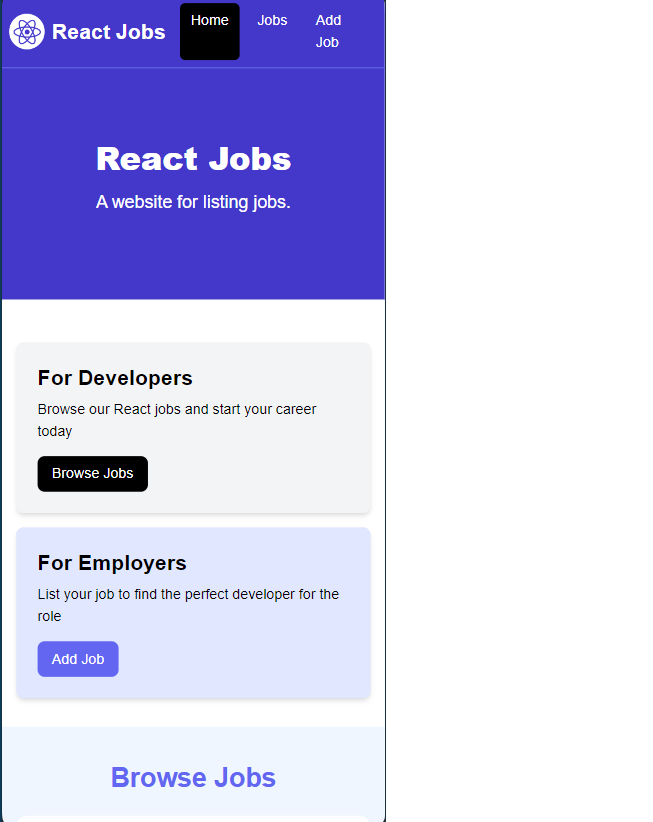 React Jobs
Home
Jobs
Add
Job
React Jobs
A website for listing jobs.
For Developers
Browse our React jobs and start your career
today
Browse Jobs
For Employers
List your job to find the perfect developer for the
role
Add Job
Browse Jobs